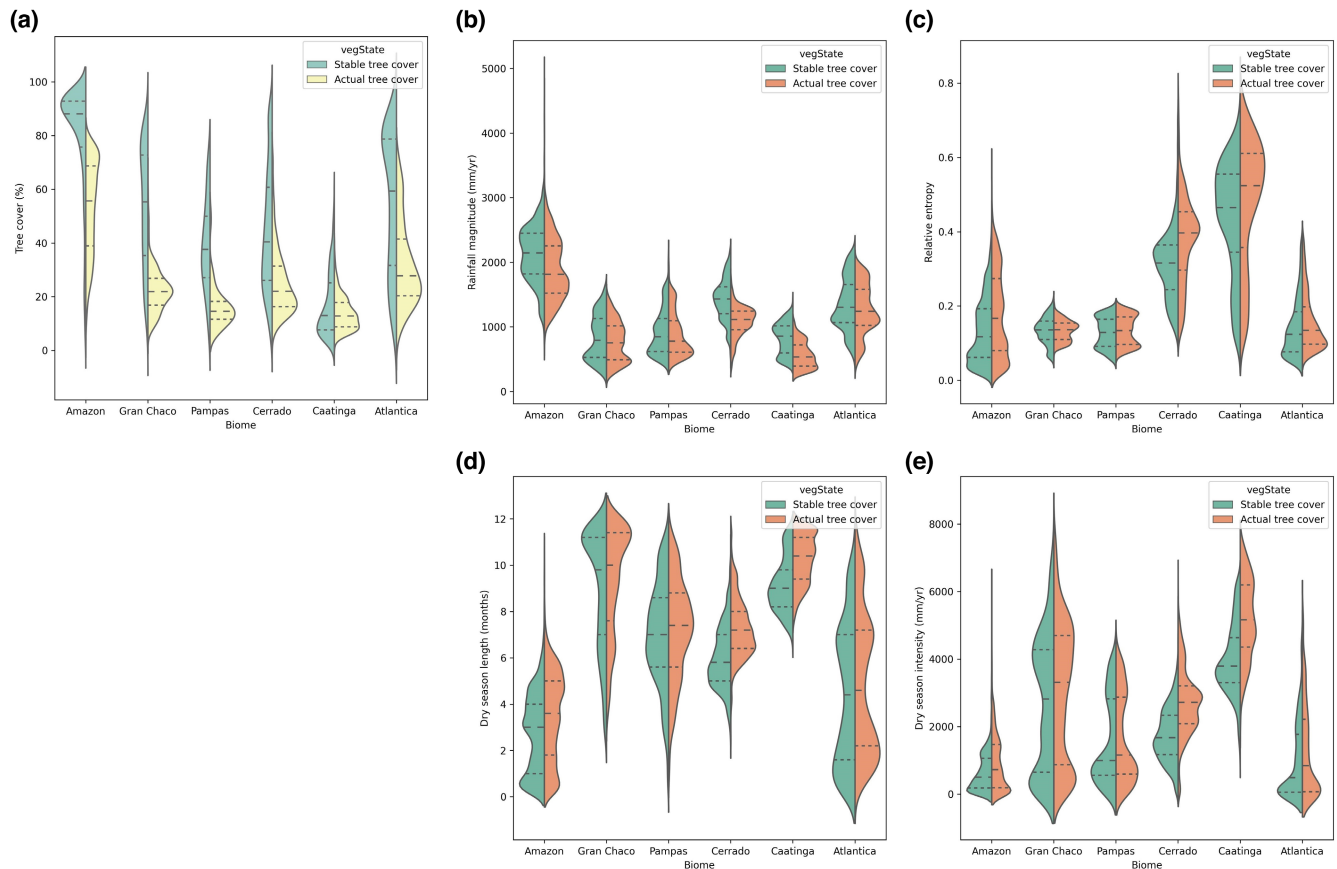 (a)
vegState
Stable tree cover
Actual tree cover
100
80
60
40
20
0
Tree cover (%)
Amazon Gran Chaco Pampas Cerrado Caatinga Atlantica
Biome
(b)
vegState
Stable tree cover
Actual tree cover
5000
4000
3000
2000
1000
0
Rainfall magnitude (mm/yr)
Amazon Gran Chaco Pampas Cerrado Caatinga Atlantica
Biome
(c)
vegState
Stable tree cover
Actual tree cover
0.8
0.6
0.4
0.2
0.0
Relative entropy
Amazon Gran Chaco Pampas Cerrado Caatinga Atlantica
Biome
(d)
vegState
Stable tree cover
Actual tree cover
12
10
8
6
4
2
0
Dry season length (months)
Amazon Gran Chaco Pampas Cerrado Caatinga Atlantica
Biome
(e)
vegState
Stable tree cover
Actual tree cover
8000
6000
4000
2000
0
Dry season intensity (mm/yr)
Amazon Gran Chaco Pampas Cerrado Caatinga Atlantica
Biome